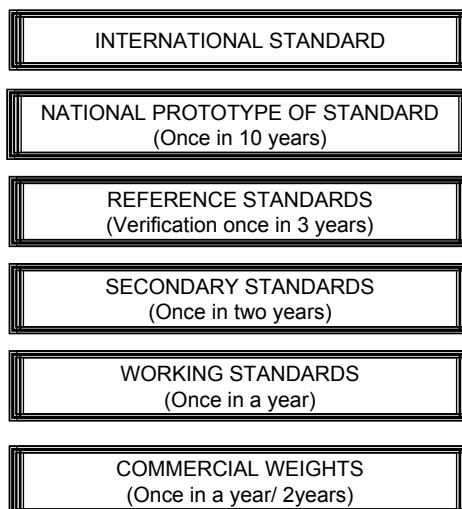 INTERNATIONAL STANDARD
NATIONAL PROTOTYPE OF STANDARD
(Once in 10 years)
REFERENCE STANDARDS
(Verification once in 3 years)
SECONDARY STANDARDS
(Once in two years)
WORKING STANDARDS
(Once in a year)
COMMERCIAL WEIGHTS
(Once in a year/ 2years)